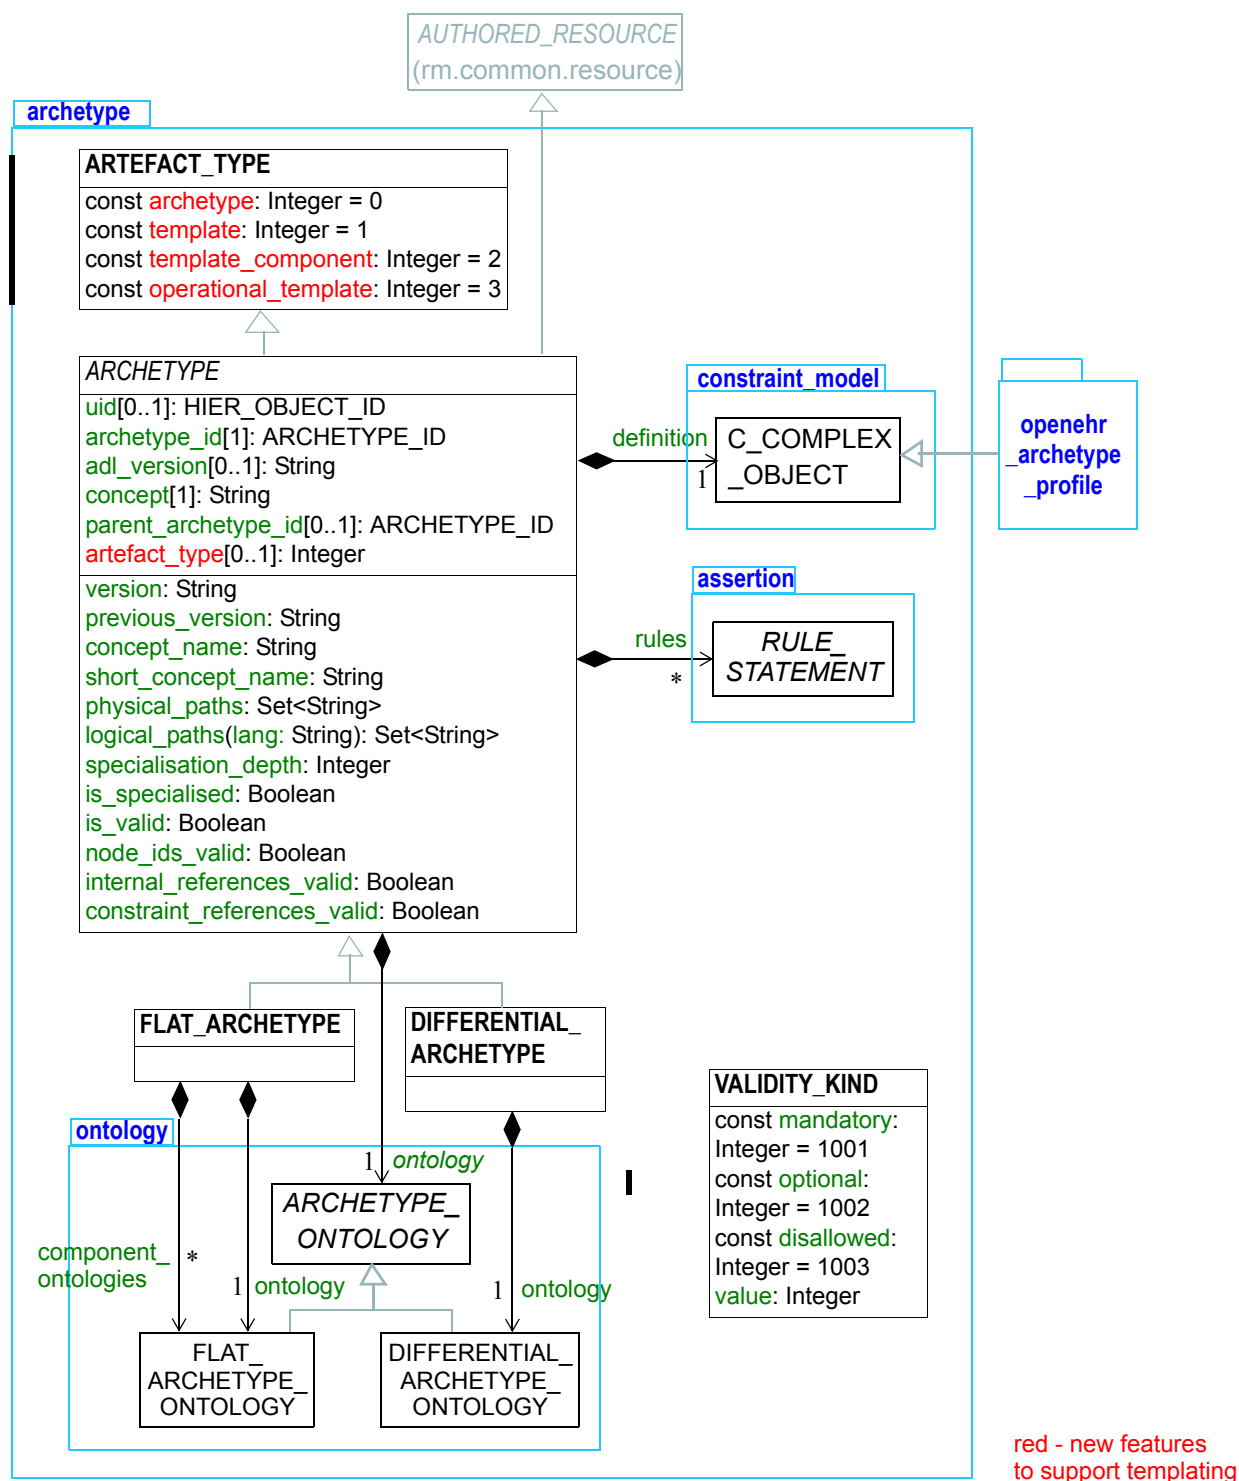 AUTHORED_RESOURCE
(rm.common.resource)
archetype
ARTEFACT_TYPE
const archetype: Integer = 0
const template: Integer = 1
const template_component: Integer = 2
const operational_template: Integer = 3
ARCHETYPE
uid[0..1]: HIER_OBJECT_ID
archetype_id[1]: ARCHETYPE_ID
adl_version[0..1]: String
concept[1]: String
parent_archetype_id[0..1]: ARCHETYPE_ID
artefact_type[0..1]: Integer
version: String
previous_version: String
concept_name: String
short_concept_name: String
physical_paths: Set<String>
logical_paths(lang: String): Set<String>
specialisation_depth: Integer
is_specialised: Boolean
is_valid: Boolean
node_ids_valid: Boolean
internal_references_valid: Boolean
constraint_references_valid: Boolean
definition
1
constraint_model
C_COMPLEX
_OBJECT
openehr
_archetype
_profile
rules
*
assertion
RULE_
STATEMENT
FLAT_ARCHETYPE
DIFFERENTIAL_
ARCHETYPE
VALIDITY_KIND
const mandatory:
Integer = 1001
const optional:
Integer = 1002
const disallowed:
Integer = 1003
value: Integer
ontology
1 ontology
ARCHETYPE_
ONTOLOGY
component_
ontologies
*
1 ontology
1 ontology
FLAT_
ARCHETYPE_
ONTOLOGY
DIFFERENTIAL_
ARCHETYPE_
ONTOLOGY
red - new features
to support templating